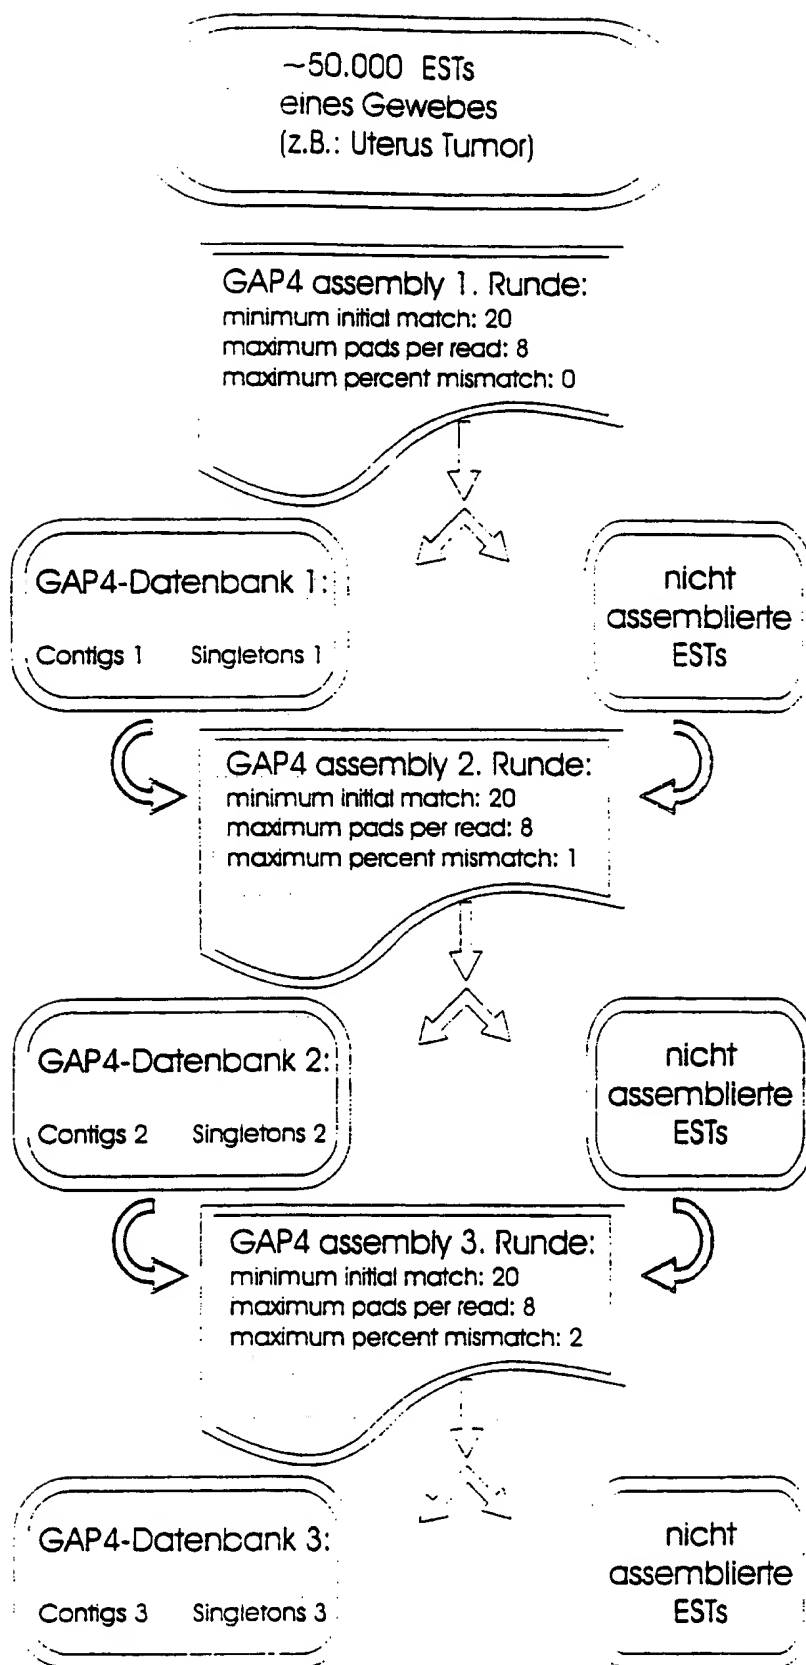 ~50.000 ESTs
eines Gewebes
(z.B.: Uterus Tumor)
GAP4 assembly 1. Runde:
minimum initial match: 20
maximum pads per read: 8
maximum percent mismatch: 0
GAP4-Datenbank 1:
Contigs 1 Singletons 1
nicht
assemblierte
ESTs
GAP4 assembly 2. Runde:
minimum initial match: 20
maximum pads per read: 8
maximum percent mismatch: 1
GAP4-Datenbank 2:
Contigs 2 Singletons 2
nicht
assemblierte
ESTs
GAP4 assembly 3. Runde:
minimum initial match: 20
maximum pads per read: 8
maximum percent mismatch: 2
GAP4-Datenbank 3:
Contigs 3 Singletons 3
nicht
assemblierte
ESTs